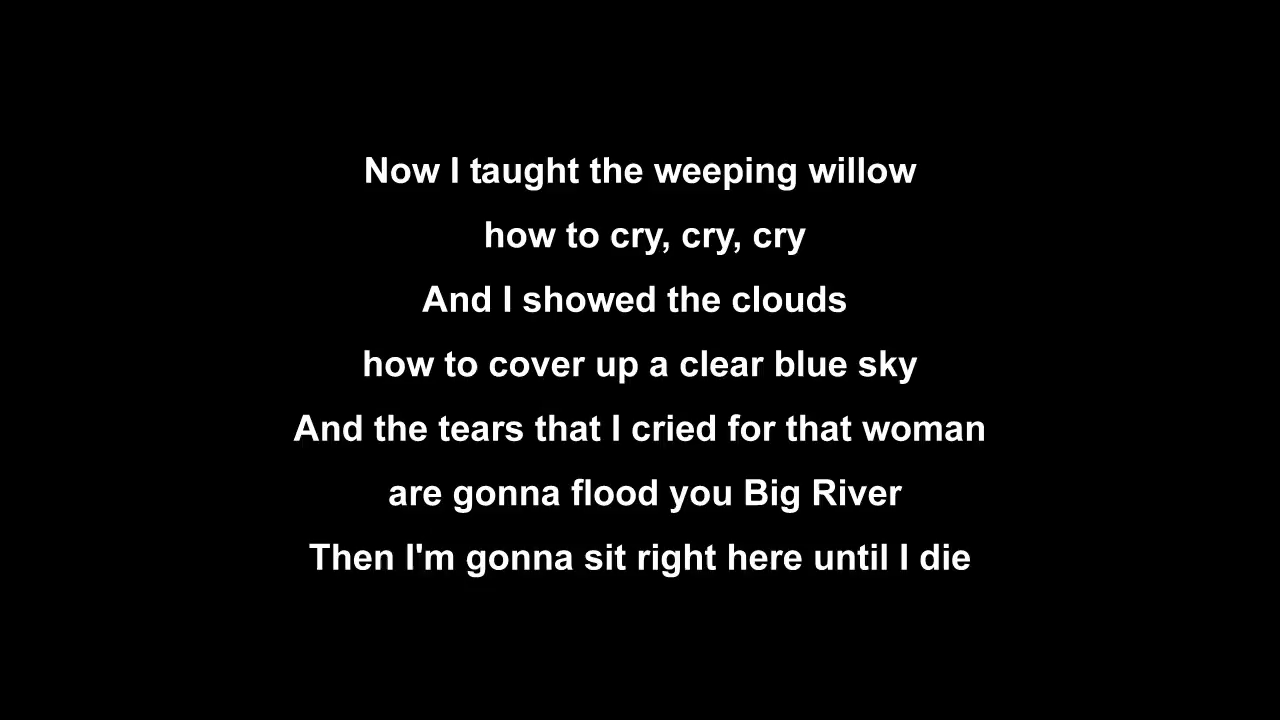 Now I taught the weeping willow
how to cry, cry, cry
And I showed the clouds
how to cover up a clear blue sky
And the tears that I cried for that woman
are gonna flood you Big River
Then I'm gonna sit right here until I die